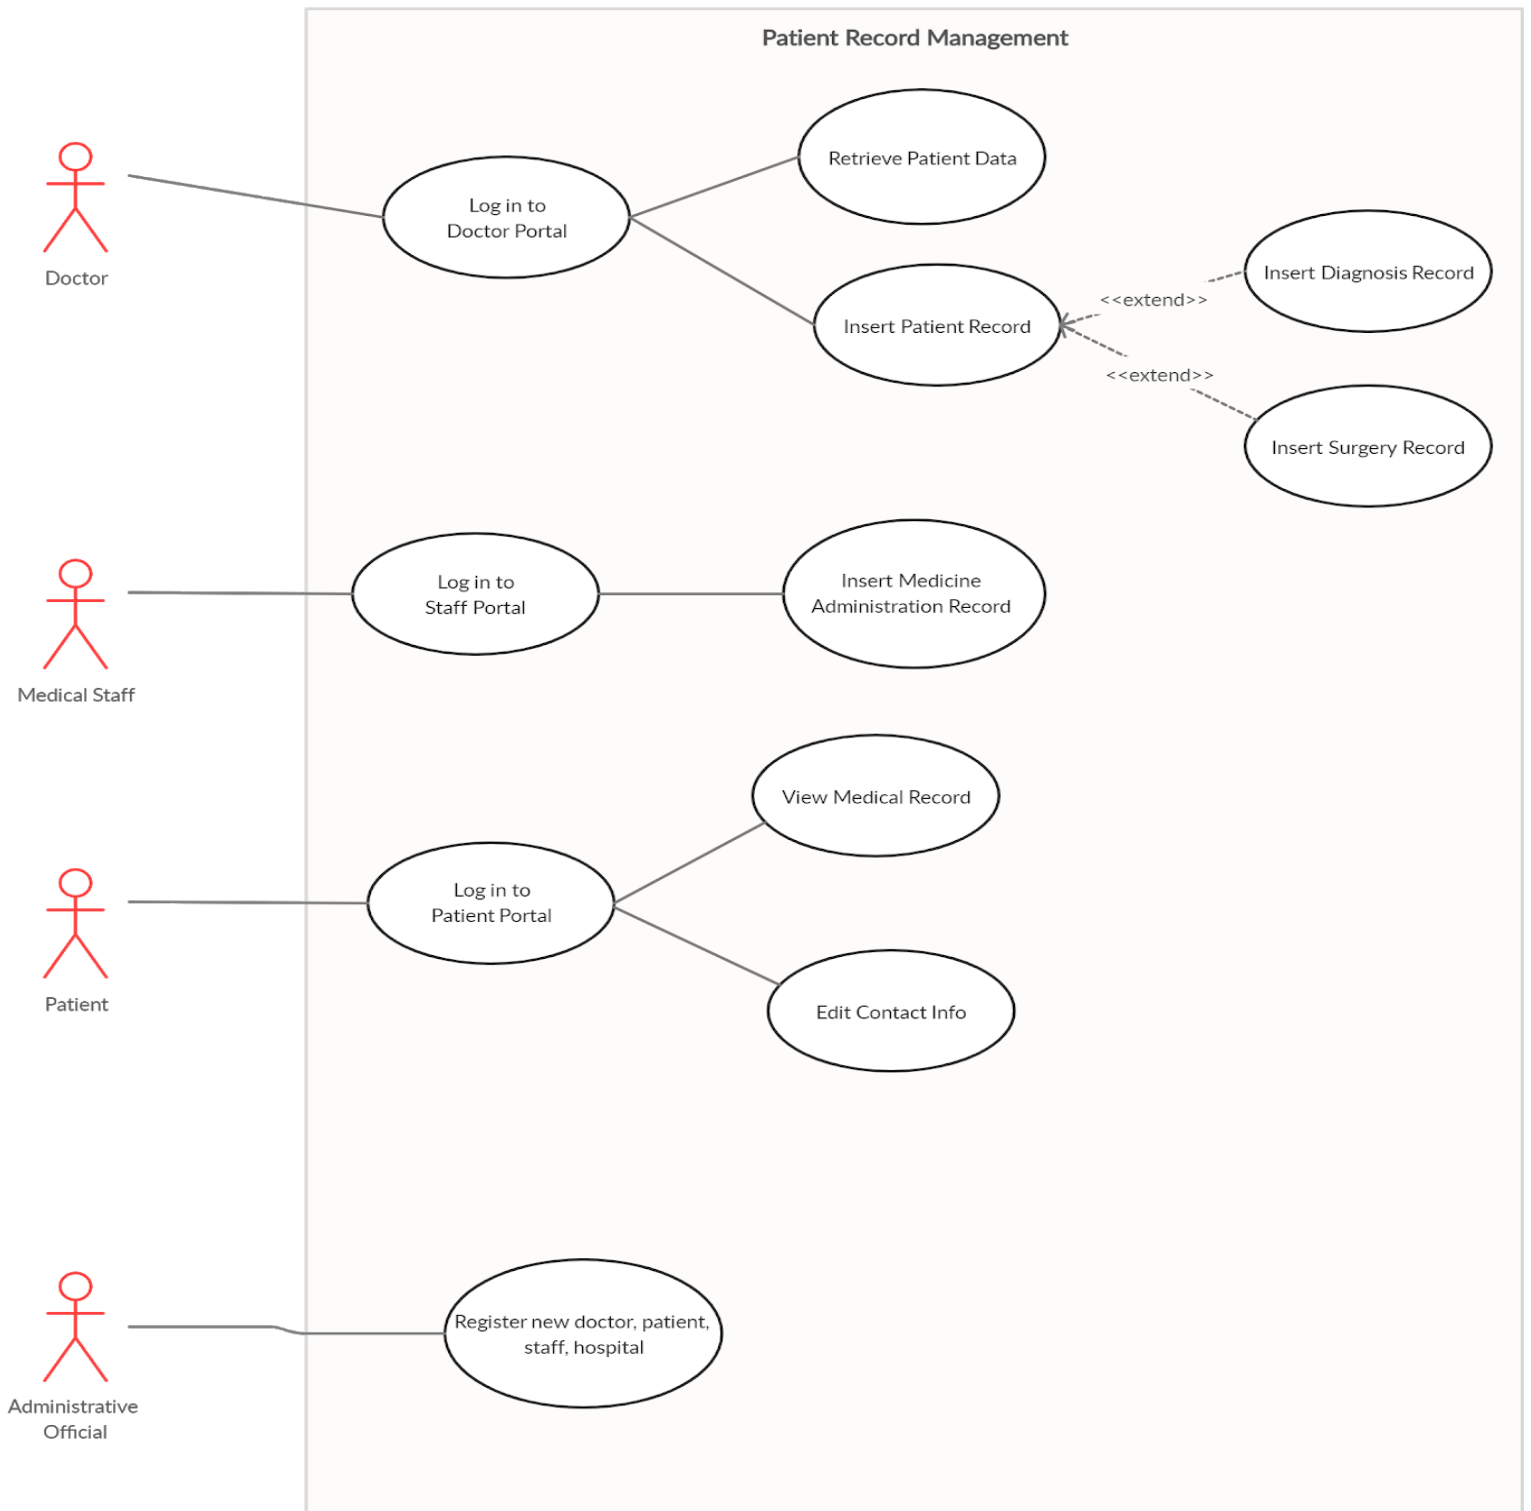 Patient Record Management
Retrieve Patient Data
Log in to
Doctor Portal
Doctor
Insert Diagnosis Record
<<extend>>
Insert Patient Record
<<extend>>
Insert Surgery Record
Log in to
Staff Portal
Insert Medicine
Administration Record
Medical Staff
View Medical Record
Log in to
Patient Portal
Patient
Edit Contact Info
Register new doctor, patient,
staff, hospital
Administrative
Official